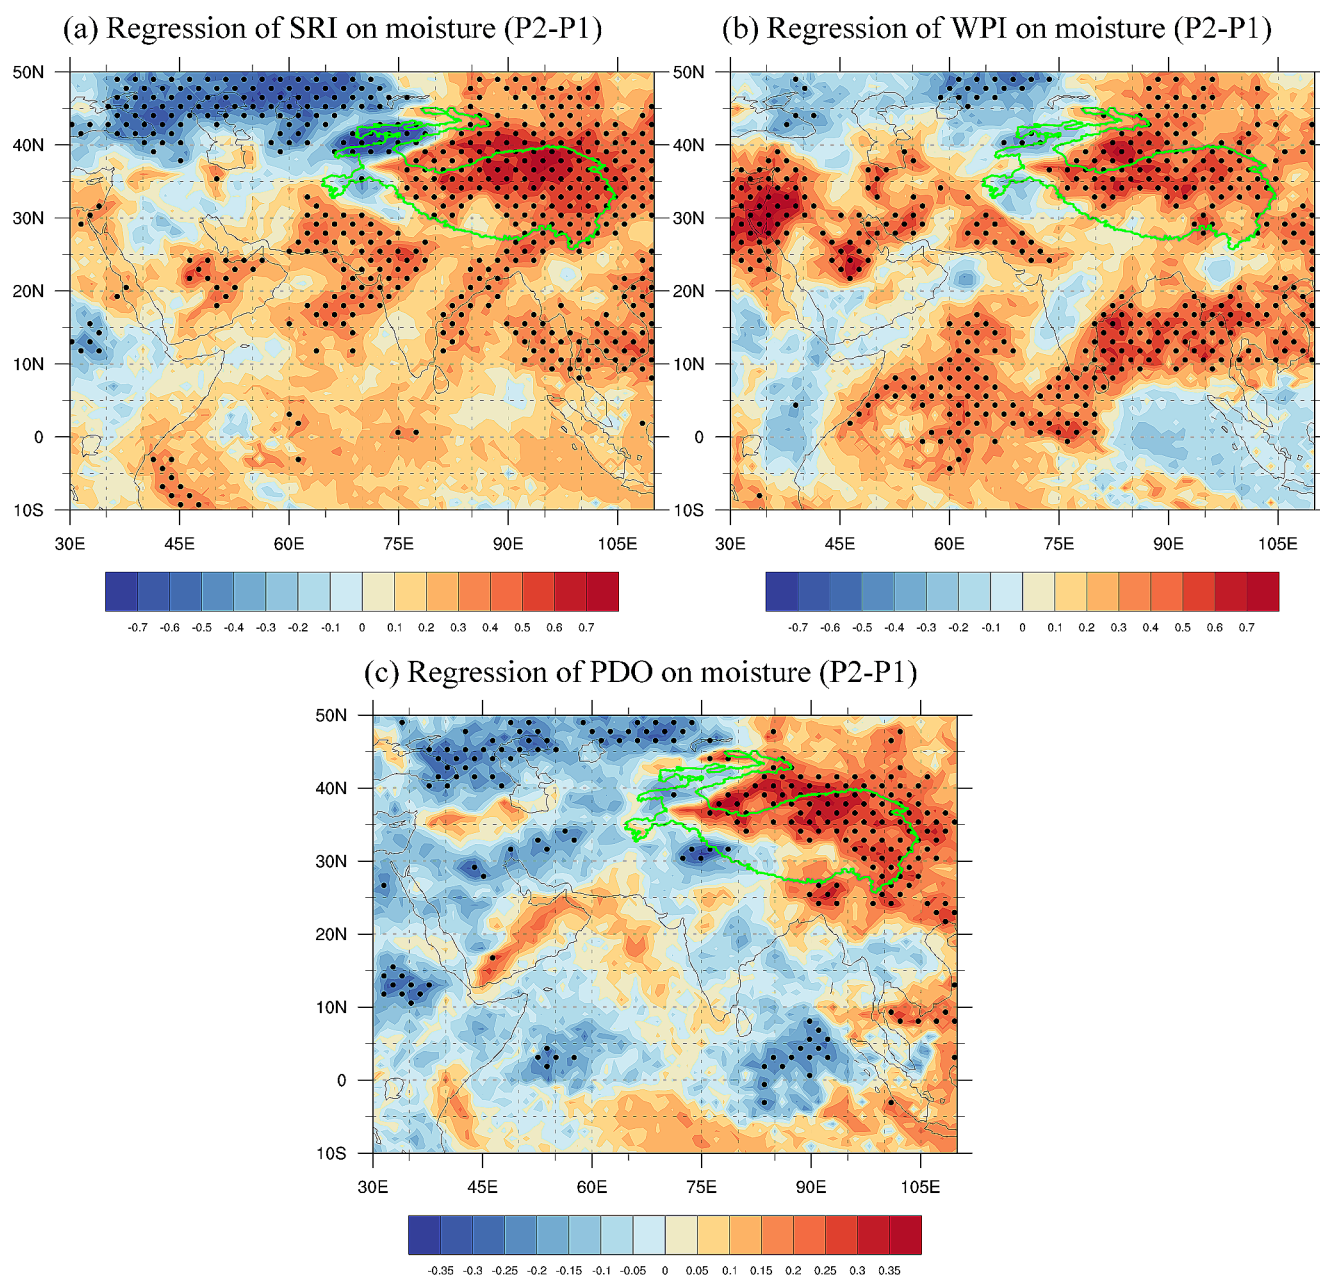 (a) Regression of SRI on moisture (P2-P1)
(b) Regression of WPI on moisture (P2-P1)
50N
40N
30N
20N
10N
0
10S
30E 45E 60E 75E 90E 105E
-0.7 -0.6 -0.5 -0.4 -0.3 -0.2 -0.1 0 0.1 0.2 0.3 0.4 0.5 0.6 0.7
50N
40N
30N
20N
10N
0
10S
30E 45E 60E 75E 90E 105E
-0.7 -0.6 -0.5 -0.4 -0.3 -0.2 -0.1 0 0.1 0.2 0.3 0.4 0.5 0.6 0.7
(c) Regression of PDO on moisture (P2-P1)
50N
40N
30N
20N
10N
0
10S
30E 45E 60E 75E 90E 105E
-0.35 -0.3 -0.25 -0.2 -0.15 -0.1 -0.05 0 0.05 0.1 0.15 0.2 0.25 0.3 0.35